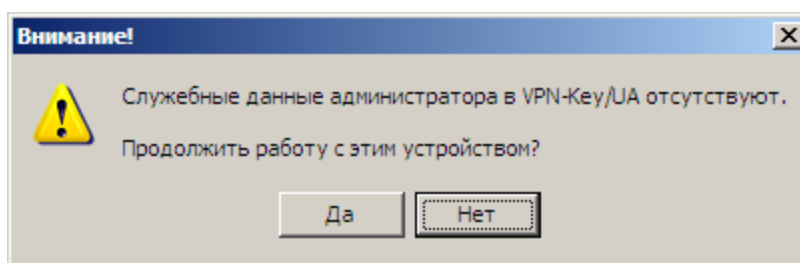 Внимание!
Служебные данные администратора в VPN-Key/UA отсутствуют.
Продолжить работу с этим устройством?
Да Нет